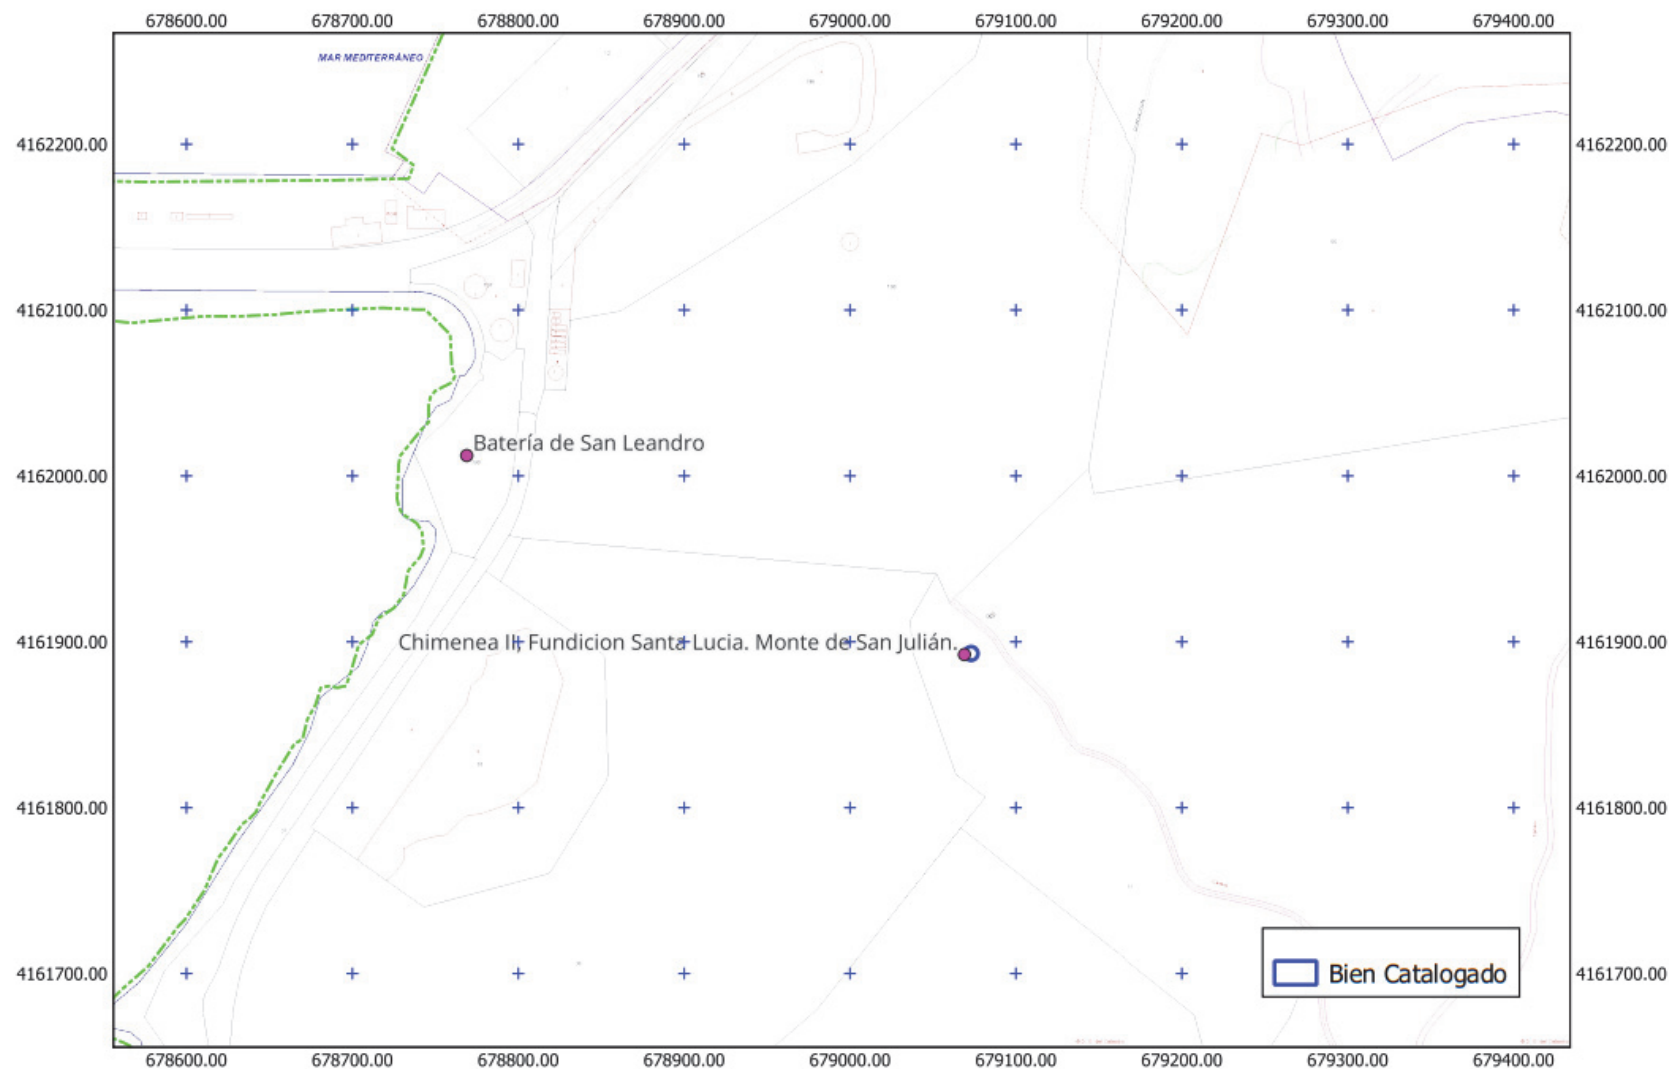 678600.00 678700.00 678800.00 678900.00 679000.00 679100.00 679200.00 679300.00 679400.00
MAR MEDITERRÁNEO
4162200.00 4162200.00
4162100.00 4162100.00
Batería de San Leandro
4162000.00 4162000.00
4161900.00 4161900.00
Chimenea II, Fundicion Santa Lucia. Monte de San Julián.
4161800.00 4161800.00
4161700.00 4161700.00
Bien Catalogado
678600.00 678700.00 678800.00 678900.00 679000.00 679100.00 679200.00 679300.00 679400.00